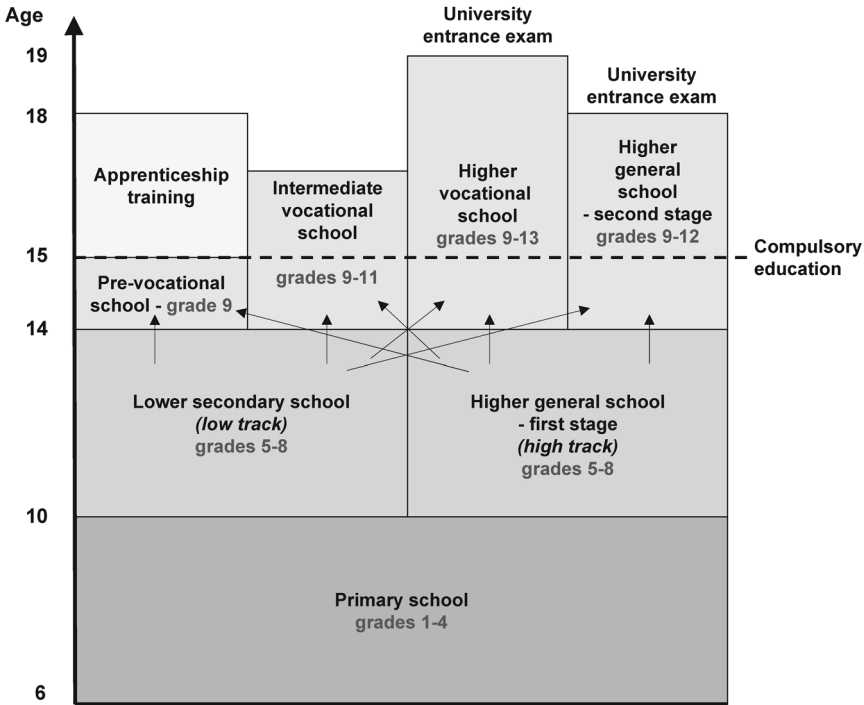 Age
University
entrance exam
19
University
entrance exam
18
Apprenticeship
training
Intermediate
vocational
school
grades 9-11
Higher
vocational
school
grades 9-13
Higher
general
school
- second stage
grades 9-12
15
Compulsory
education
Pre-vocational
school - grade 9
14
Lower secondary school
(low track)
grades 5-8
Higher general school
- first stage
(high track)
grades 5-8
10
Primary school
grades 1-4
6